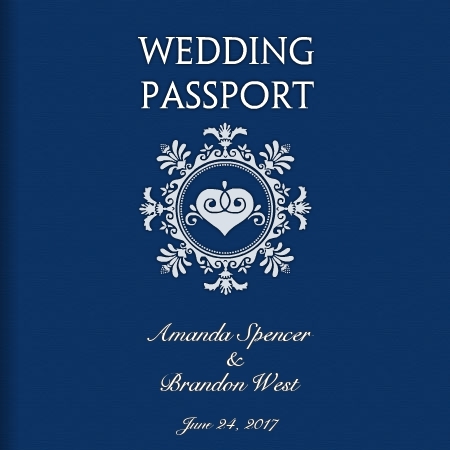 WEDDING
PASSPORT
Amanda Spencer
&
Brandon West
June 24, 2017